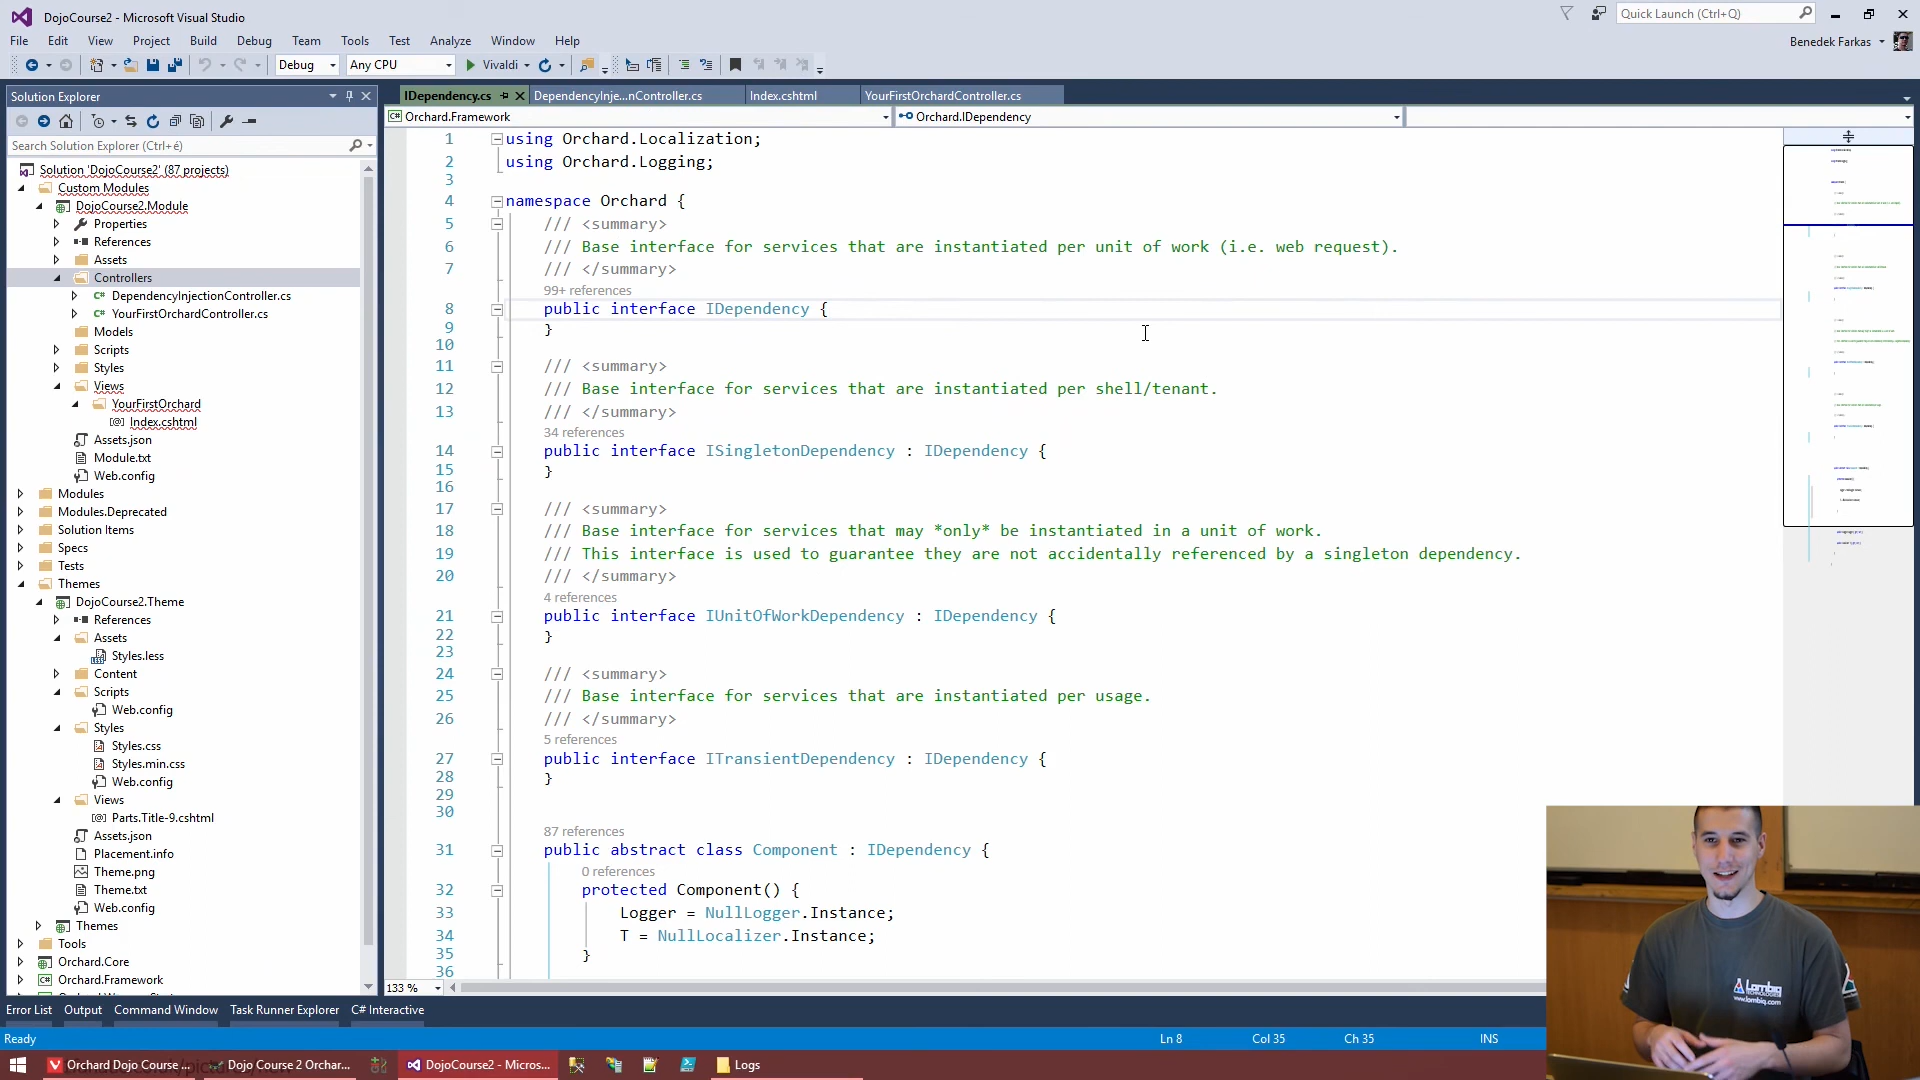 DojoCourse2 - Microsoft Visual Studio
Quick Launch (Ctrl+Q)
File Edit View Project Build Debug Team Tools Test Analyze Window Help
Benedek Farkas
Debug Any CPU Vivaldi
Solution Explorer
Search Solution Explorer (Ctrl+é)
Solution 'DojoCourse2' (87 projects)
Custom Modules
DojoCourse2.Module
Properties
References
Assets
Controllers
DependencyInjectionController.cs
YourFirstOrchardController.cs
Models
Scripts
Styles
Views
YourFirstOrchard
Index.cshtml
Assets.json
Module.txt
Web.config
Modules
Modules.Deprecated
Solution Items
Specs
Tests
Themes
DojoCourse2.Theme
References
Assets
Styles.less
Content
Scripts
Web.config
Styles
Styles.css
Styles.min.css
Web.config
Views
Parts.Title-9.cshtml
Assets.json
Placement.info
Theme.png
Theme.txt
Web.config
Themes
Tools
Orchard.Core
Orchard.Framework
IDependency.cs DependencyInje...nController.cs Index.cshtml YourFirstOrchardController.cs
Orchard.Framework Orchard.IDependency
1 using Orchard.Localization;
2 using Orchard.Logging;
3
4 namespace Orchard {
5 /// <summary>
6 /// Base interface for services that are instantiated per unit of work (i.e. web request).
7 /// </summary>
99+ references
8 public interface IDependency {
9 }
10
11 /// <summary>
12 /// Base interface for services that are instantiated per shell/tenant.
13 /// </summary>
34 references
14 public interface ISingletonDependency : IDependency {
15 }
16
17 /// <summary>
18 /// Base interface for services that may *only* be instantiated in a unit of work.
19 /// This interface is used to guarantee they are not accidentally referenced by a singleton dependency.
20 /// </summary>
4 references
21 public interface IUnitOfWorkDependency : IDependency {
22 }
23
24 /// <summary>
25 /// Base interface for services that are instantiated per usage.
26 /// </summary>
5 references
27 public interface ITransientDependency : IDependency {
28 }
29
30
87 references
31 public abstract class Component : IDependency {
0 references
32 protected Component() {
33 Logger = NullLogger.Instance;
34 T = NullLocalizer.Instance;
35 }
36
133 %
Error List Output Command Window Task Runner Explorer C# Interactive
Ready Ln 8 Col 35 Ch 35 INS
Orchard Dojo Course ... Dojo Course 2 Orchar... DojoCourse2 - Micros... Logs
Lombiq
TECHNOLOGIES
www.lombiq.com